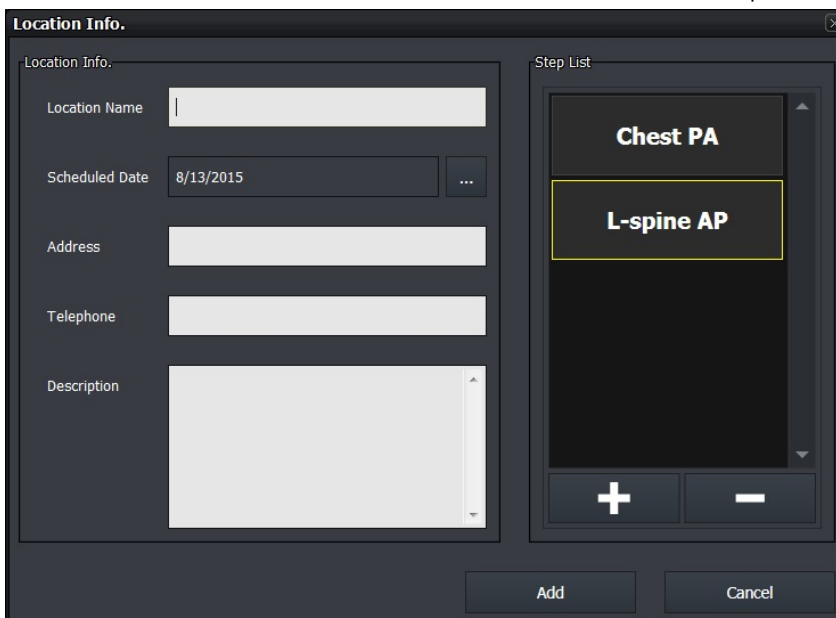 Location Info.
Location Info.
Location Name
Scheduled Date 8/13/2015 ...
Address
Telephone
Description
Step List
Chest PA
L-spine AP
Add Cancel